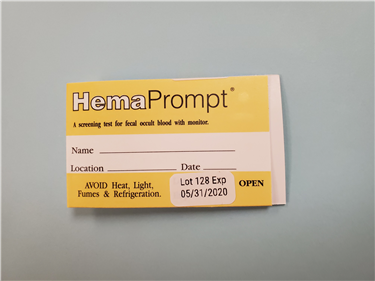 HemaPrompt®
A screening test for fecal occult blood with monitor.
Name
Location Date
AVOID Heat, Light,
Fumes & Refrigeration.
Lot 128 Exp
05/31/2020
OPEN